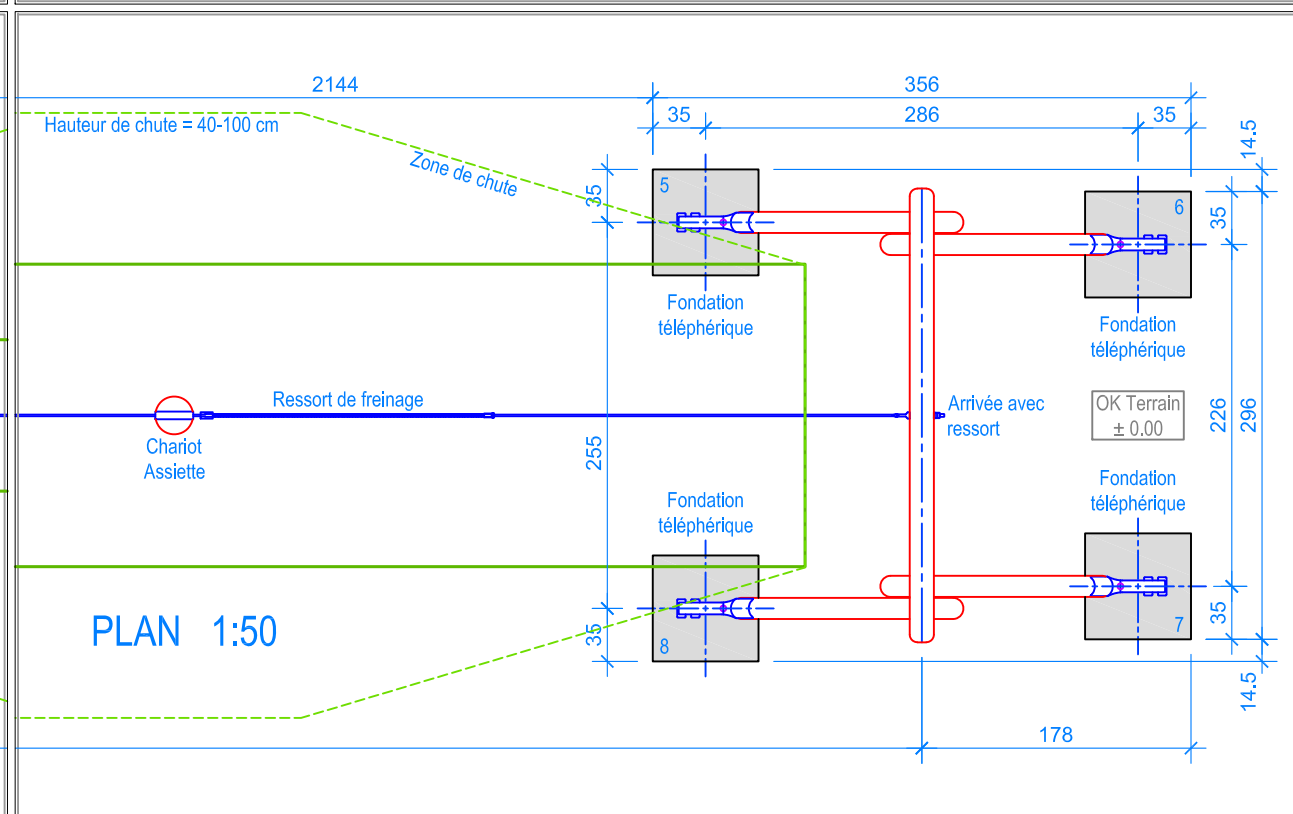 2144
356
35
286
35
14.5
Hauteur de chute = 40-100 cm
Zone de chute
35
5
6
35
Fondation
téléphérique
Fondation
téléphérique
Ressort de freinage
Chariot
Assiette
Arrivée avec
ressort
OK Terrain
± 0.00
226
296
255
Fondation
téléphérique
Fondation
téléphérique
PLAN 1:50
35
8
7
35
14.5
178